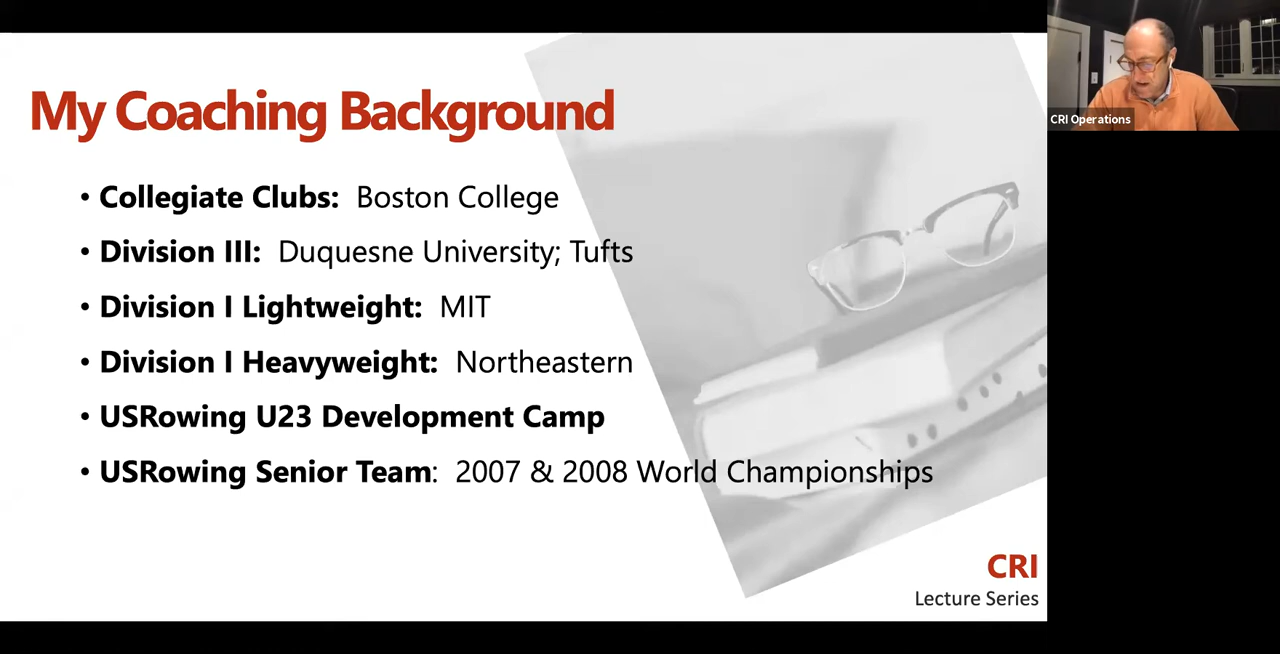 My Coaching Background
• Collegiate Clubs: Boston College
• Division III: Duquesne University; Tufts
• Division I Lightweight: MIT
• Division I Heavyweight: Northeastern
• USRowing U23 Development Camp
• USRowing Senior Team: 2007 & 2008 World Championships
CRI
Lecture Series
CRI Operations